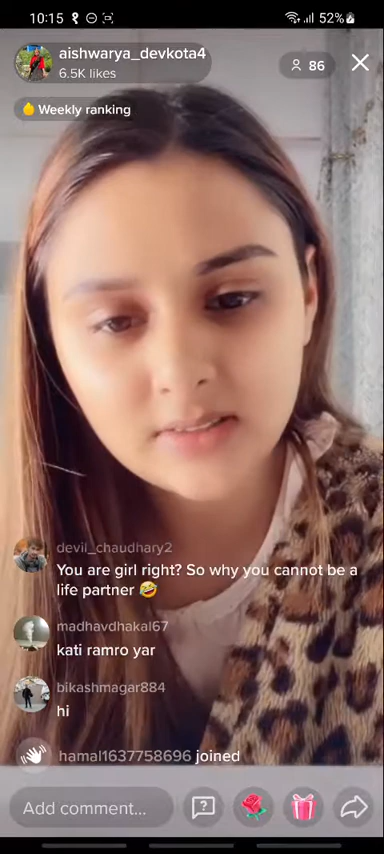 10:15
52%
aishwarya_devkota4
6.5K likes
86
Weekly ranking
devil_chaudhary2
You are girl right? So why you cannot be a
life partner 🤣
madhavdhakal67
kati ramro yar
bikashmagar884
hi
hamal1637758696 joined
Add comment...